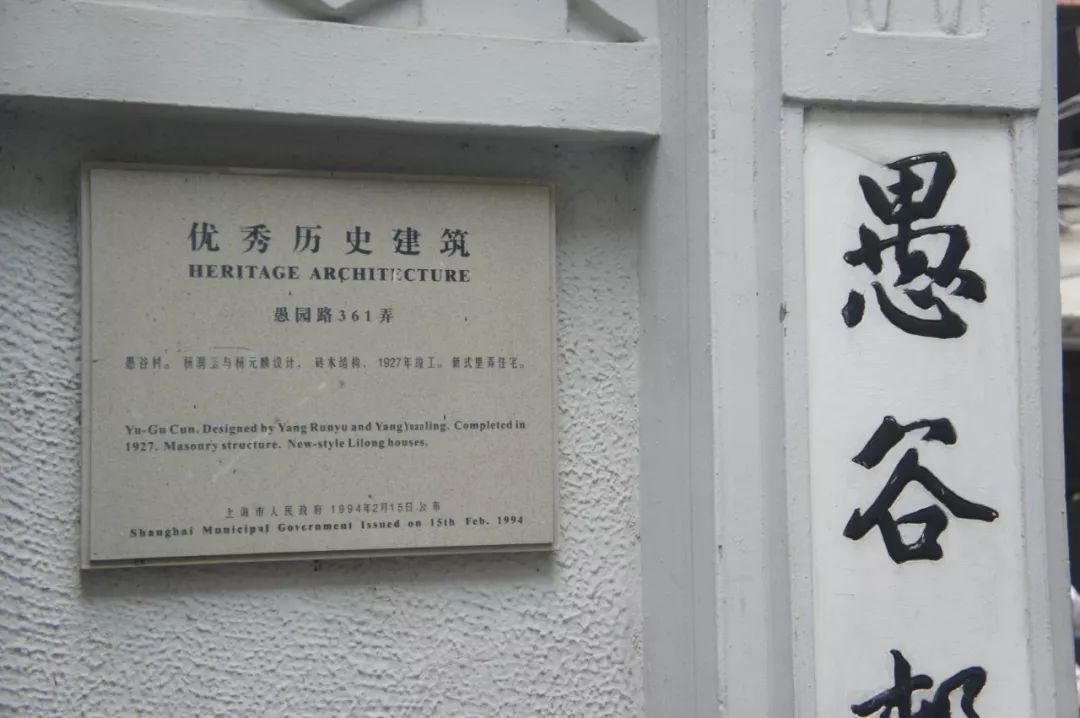 优秀历史建筑
HERITAGE ARCHITECTURE
愚园路361弄
愚谷村。 杨润玉与杨元麟设计， 砖木结构， 1927年竣工。新式里弄住宅。
Yu-Gu Cun. Designed by Yang Runyu and Yang Yuanling. Completed in
1927. Masonry structure. New-style Lilong houses.
上海市人民政府 1994年2月15日公布
Shanghai Municipal Government Issued on 15th Feb. 1994
愚谷邨